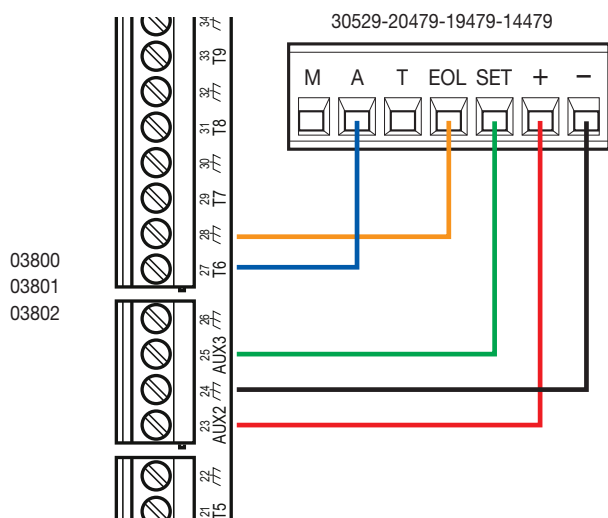 30529-20479-19479-14479
M A T EOL SET + −
34
33 T9
32
31 T8
30
29 T7
28
27 T6
03800
03801
03802
26
25 AUX3
24
23 AUX2
22
21 T5